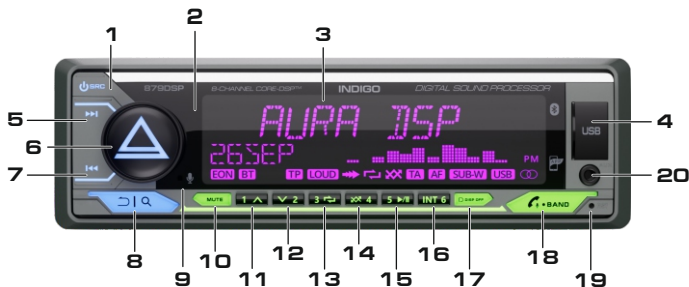 1 2 3 4 5 6 7 8 9 10 11 12 13 14 15 16 17 18 19 20
SRC 879DSP 8-CHANNEL CORE-DSP™ INDIGO DIGITAL SOUND PROCESSOR
AURA DSP
USB
26SEP PM
EON BT TP LOUD TA AF SUB-W USB
MUTE 1 2 3 4 5 INT 6 DISP OFF BAND